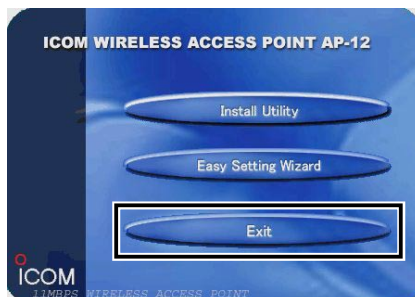 ICOM WIRELESS ACCESS POINT AP-12
Install Utility
Easy Setting Wizard
Exit
ICOM
11MBPS WIRELESS ACCESS POINT